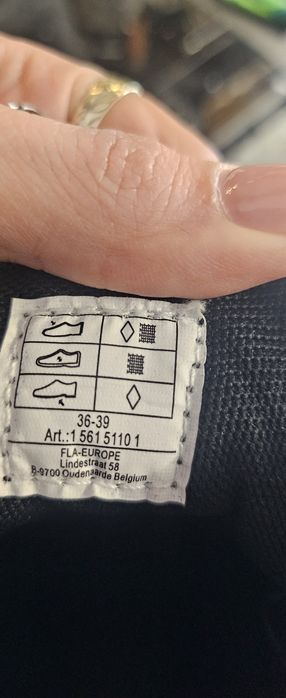 36-39
Art.:1 561 5110 1
FLA-EUROPE
Lindestraat 58
B-9700 Oudenaarde Belgium